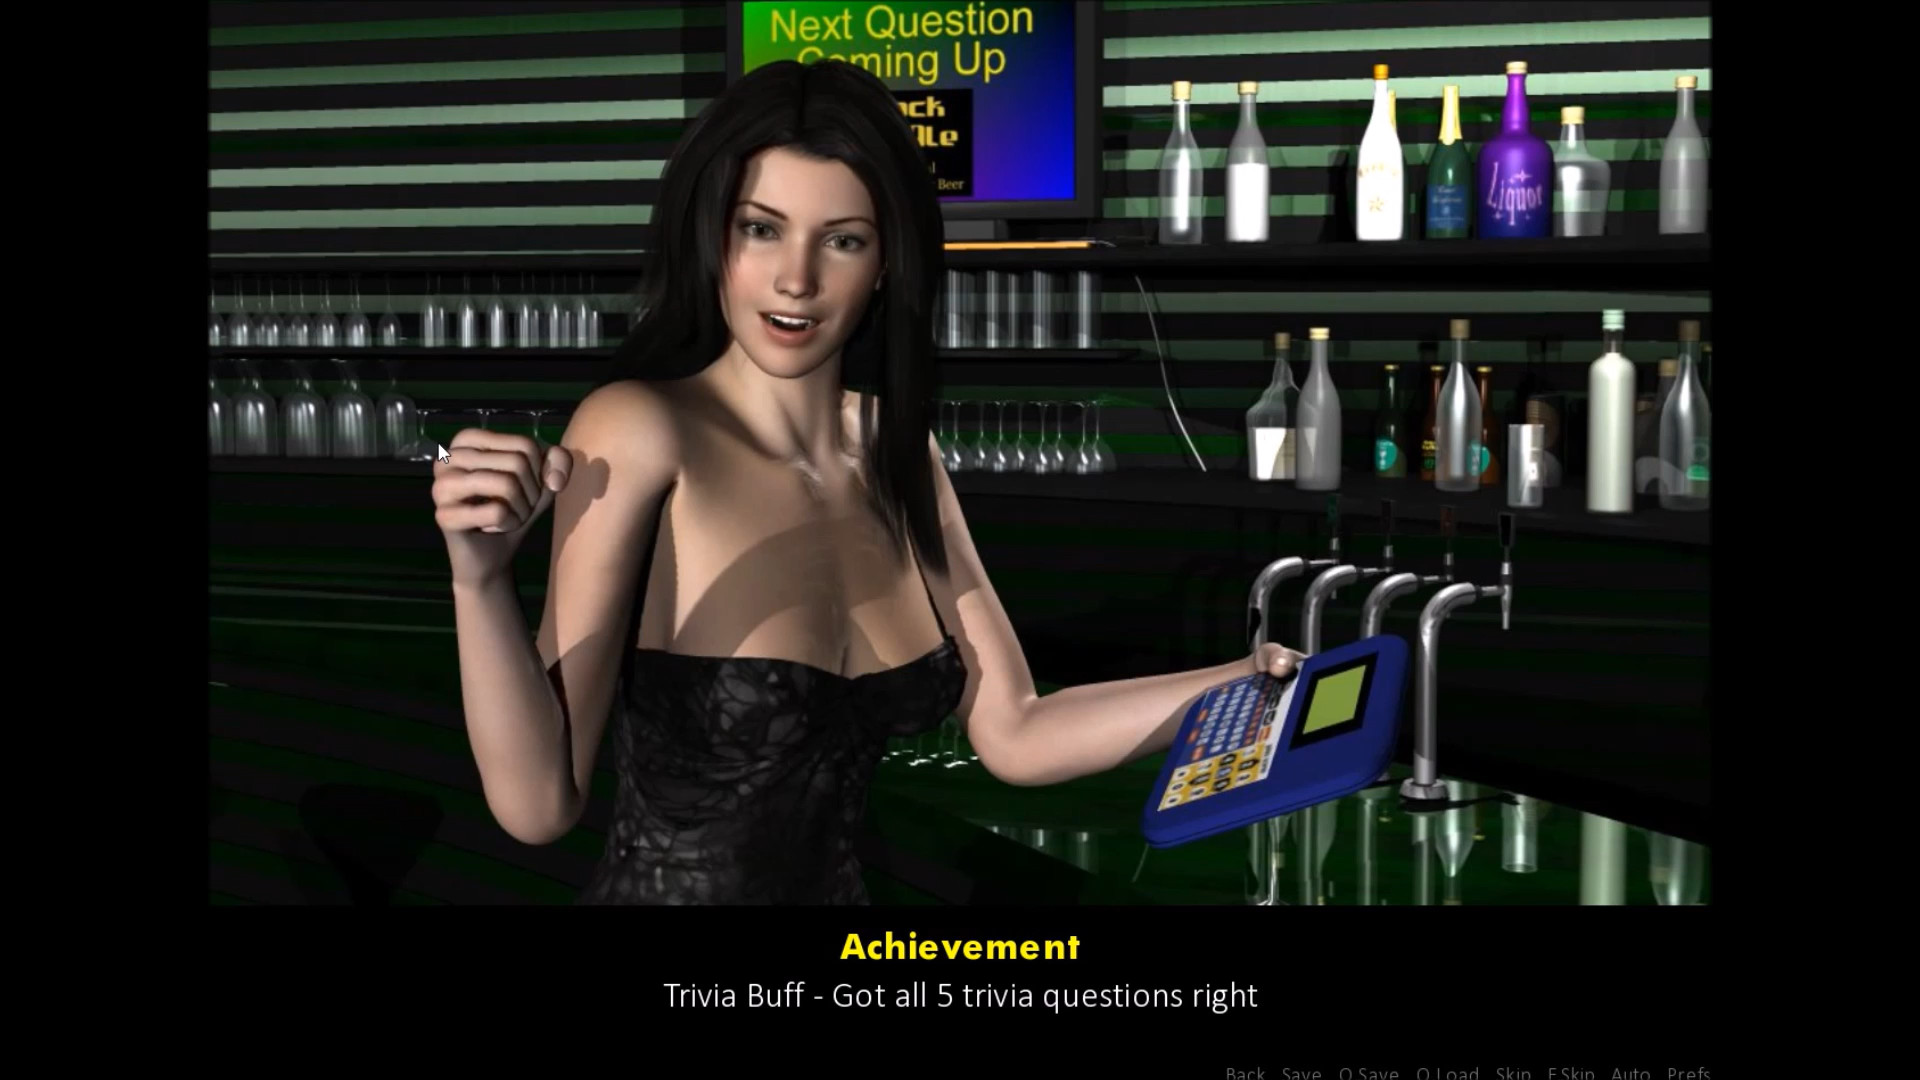 Next Question
Coming Up
Beer
Liquor
Achievement
Trivia Buff - Got all 5 trivia questions right
Back Save Q.Save Q.Load Skip F.Skip Auto Prefs